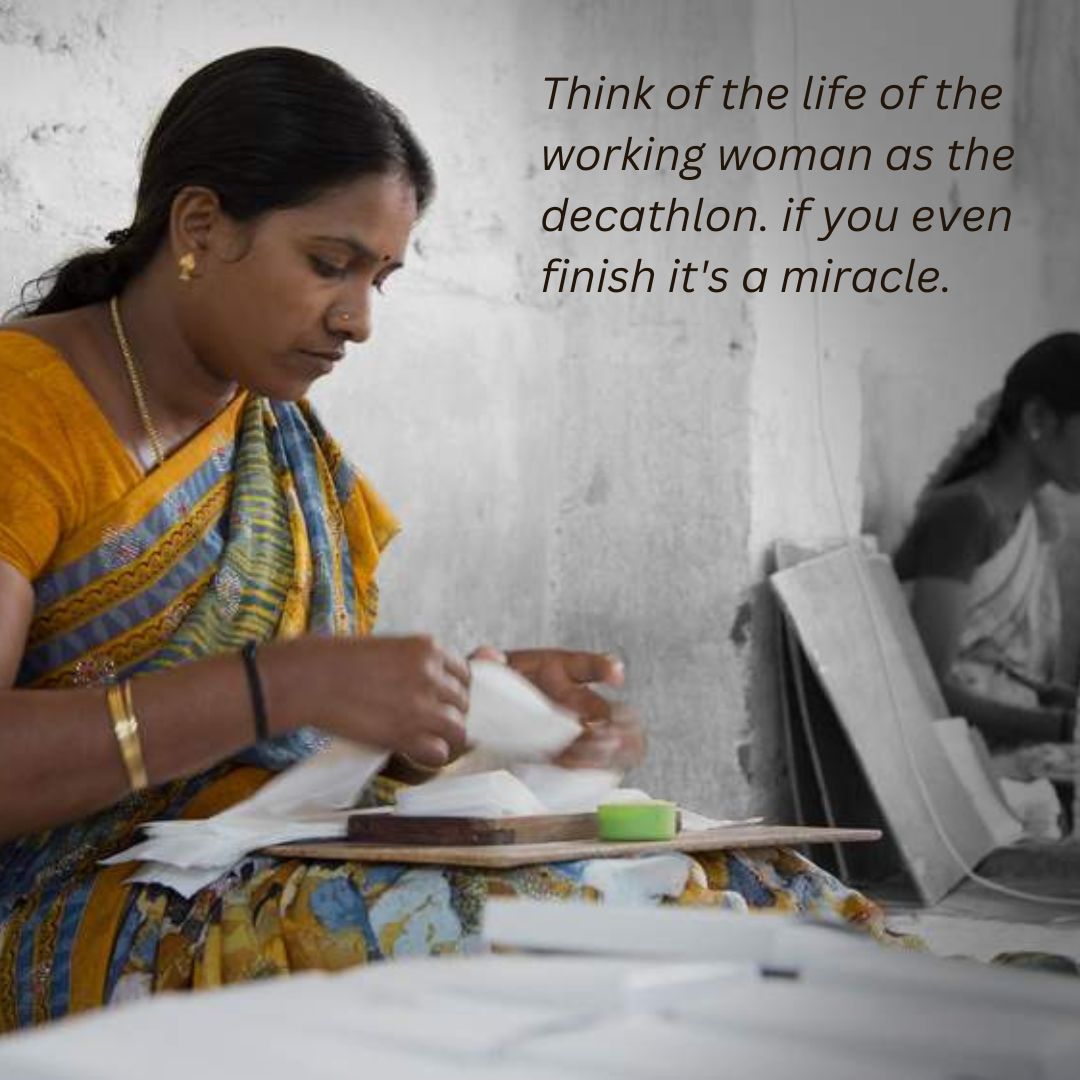 Think of the life of the
working woman as the
decathlon. if you even
finish it's a miracle.